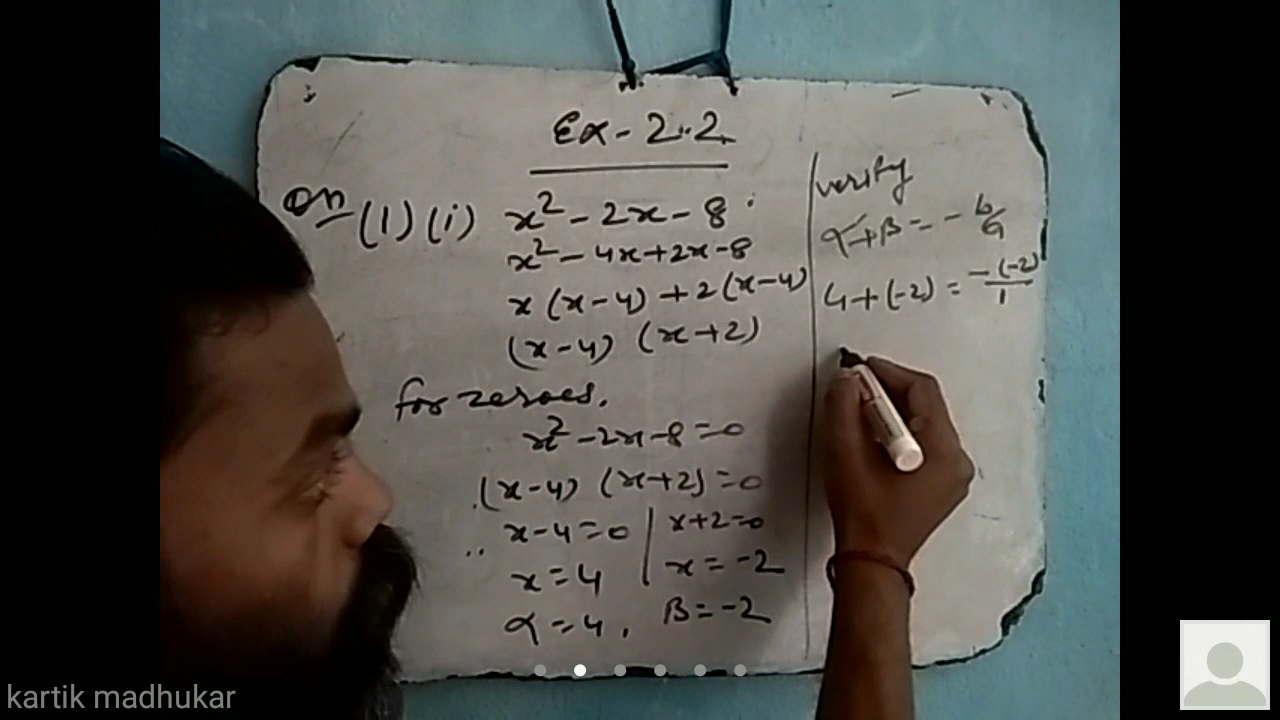 Ex-2.2
Qn (1) (i) x² - 2x - 8
x² - 4x + 2x - 8
x (x-4) + 2 (x-4)
(x-4) (x+2)
for zeroes.
x² - 2x - 8 = 0
(x-4) (x+2) = 0
x-4=0 | x+2=0
x=4 | x=-2
α=4, β=-2
verify
α+β = -b/a
4+(-2) = -(-2)/1
kartik madhukar